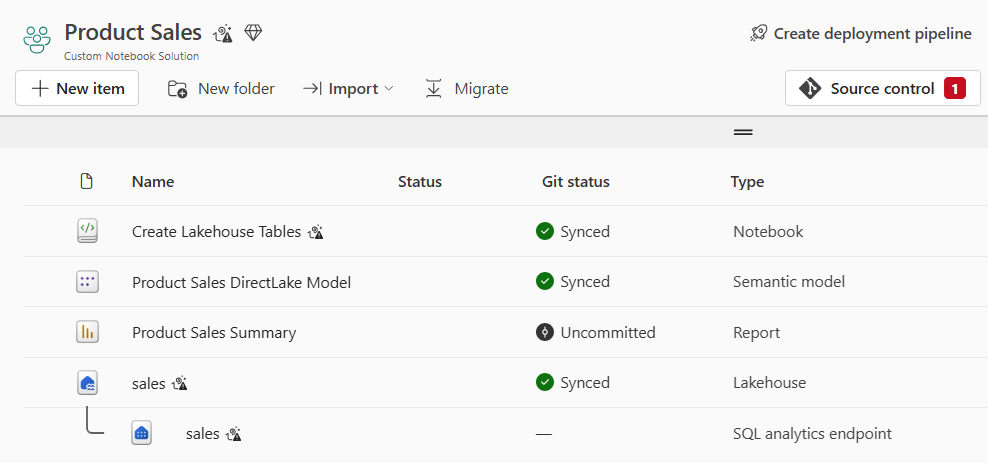 Product Sales
Custom Notebook Solution
Create deployment pipeline
New item
New folder
Import
Migrate
Source control 1
Name Status Git status Type
Create Lakehouse Tables Synced Notebook
Product Sales DirectLake Model Synced Semantic model
Product Sales Summary Uncommitted Report
sales Synced Lakehouse
sales — SQL analytics endpoint